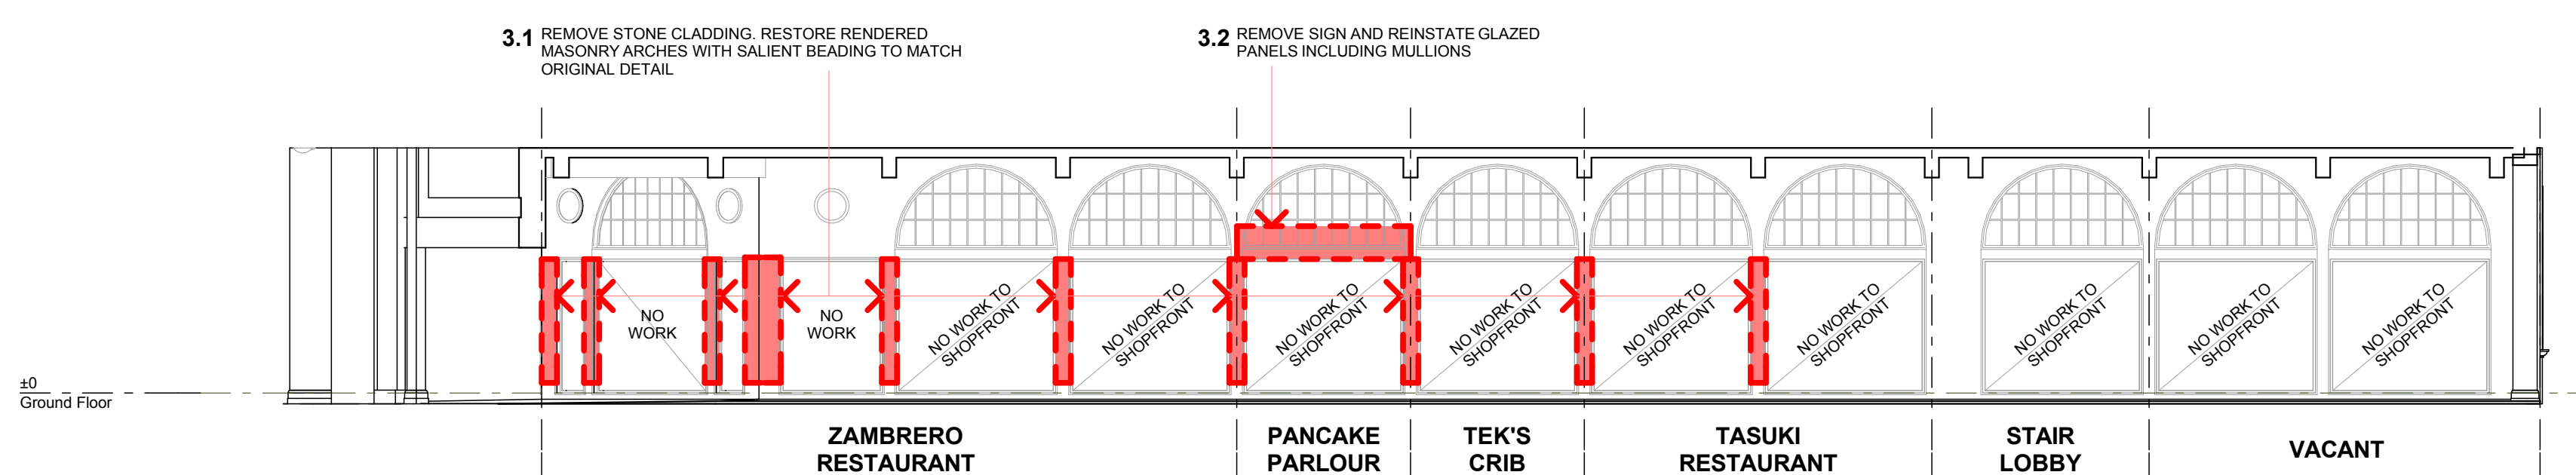 3.1 REMOVE STONE CLADDING. RESTORE RENDERED
MASONRY ARCHES WITH SALIENT BEADING TO MATCH
ORIGINAL DETAIL
3.2 REMOVE SIGN AND REINSTATE GLAZED
PANELS INCLUDING MULLIONS
NO
WORK
NO
WORK
NO WORK TO
SHOPFRONT
NO WORK TO
SHOPFRONT
NO WORK TO
SHOPFRONT
NO WORK TO
SHOPFRONT
NO WORK TO
SHOPFRONT
NO WORK TO
SHOPFRONT
NO WORK TO
SHOPFRONT
NO WORK TO
SHOPFRONT
NO WORK TO
SHOPFRONT
±0
Ground Floor
ZAMBRERO
RESTAURANT
PANCAKE
PARLOUR
TEK'S
CRIB
TASUKI
RESTAURANT
STAIR
LOBBY
VACANT